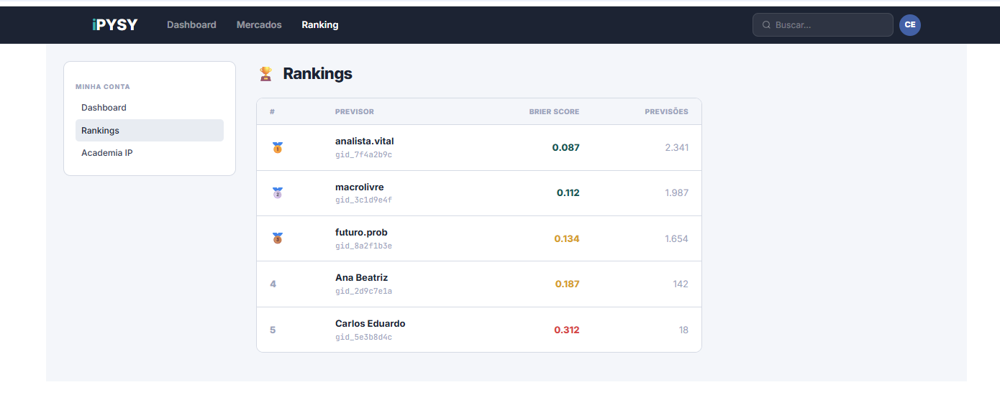 iPYSY
Dashboard
Mercados
Ranking
Buscar...
CE
MINHA CONTA
Dashboard
Rankings
Academia IP
Rankings
# PREVISOR BRIER SCORE PREVISÕES
1 analista.vital 0.087 2.341
gid_7f4a2b9c
2 macrolivre 0.112 1.987
gid_3c1d9e4f
3 futuro.prob 0.134 1.654
gid_8a2f1b3e
4 Ana Beatriz 0.187 142
gid_2d9c7e1a
5 Carlos Eduardo 0.312 18
gid_5e3b8d4c